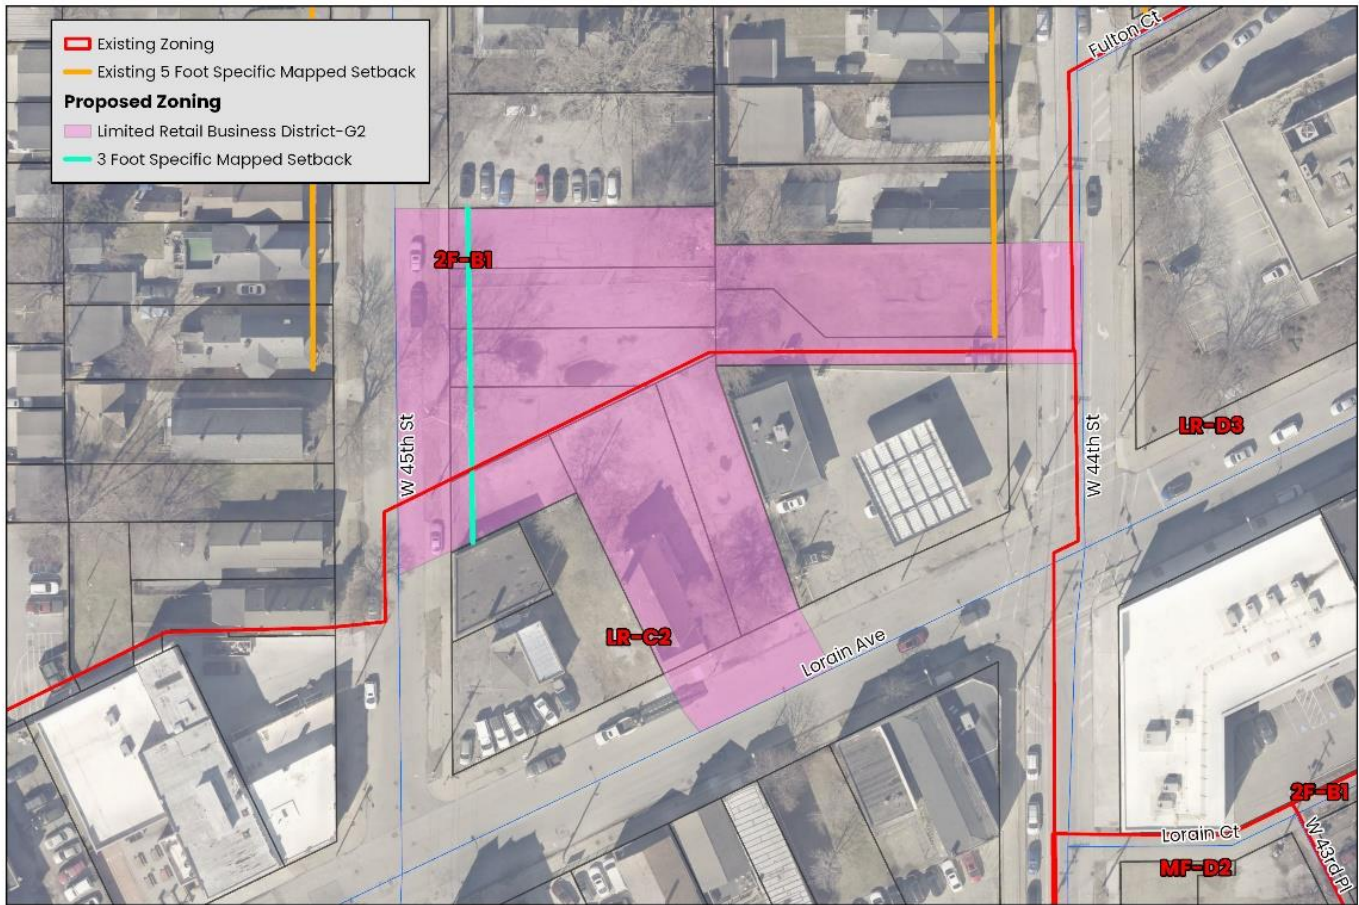 Existing Zoning
Existing 5 Foot Specific Mapped Setback
Proposed Zoning
Limited Retail Business District-G2
3 Foot Specific Mapped Setback
Fulton Ct
2F-B1
W 45th St
W 44th St
LR-D3
LR-C2
Lorain Ave
2F-B1
Lorain Ct
W 43rd Pl
MF-D2